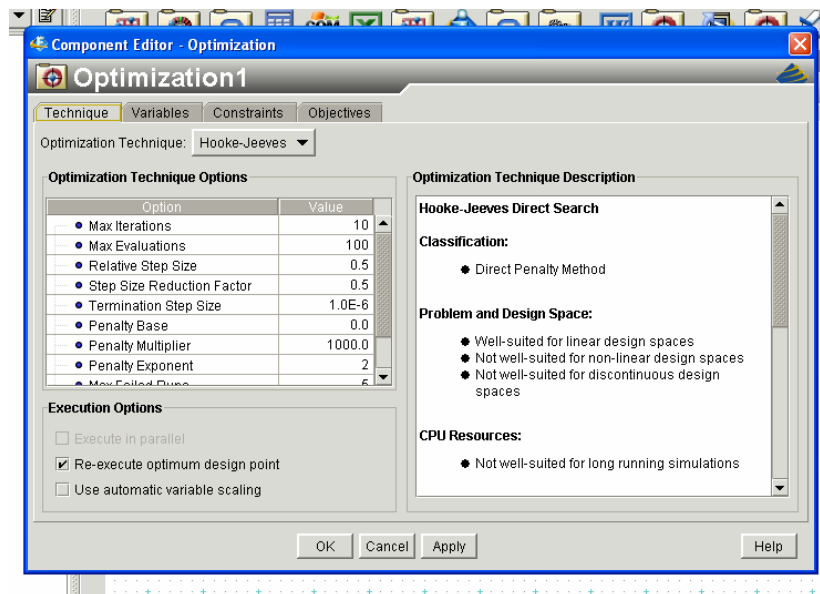 Component Editor - Optimization
Optimization1
Technique Variables Constraints Objectives
Optimization Technique: Hooke-Jeeves
Optimization Technique Options
Option Value
Max Iterations 10
Max Evaluations 100
Relative Step Size 0.5
Step Size Reduction Factor 0.5
Termination Step Size 1.0E-6
Penalty Base 0.0
Penalty Multiplier 1000.0
Penalty Exponent 2
Max Failed Runs 5
Execution Options
Execute in parallel
Re-execute optimum design point
Use automatic variable scaling
Optimization Technique Description
Hooke-Jeeves Direct Search
Classification:
Direct Penalty Method
Problem and Design Space:
Well-suited for linear design spaces
Not well-suited for non-linear design spaces
Not well-suited for discontinuous design
spaces
CPU Resources:
Not well-suited for long running simulations
OK Cancel Apply Help